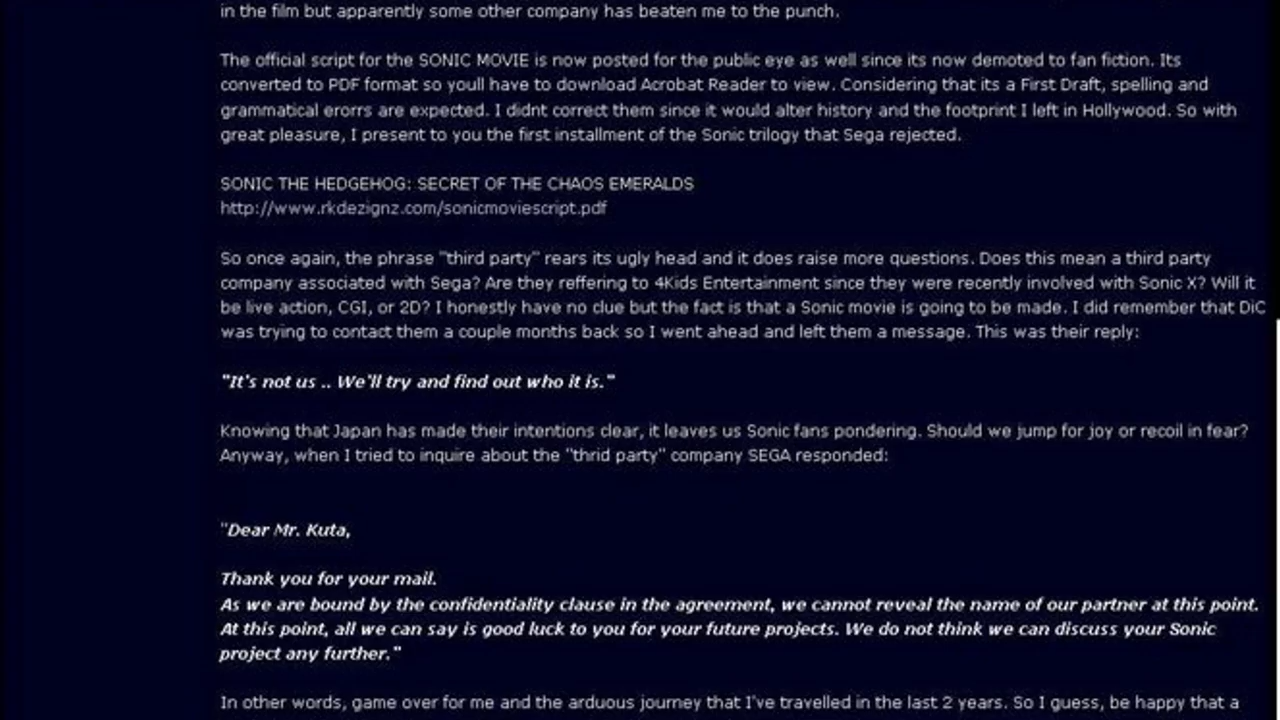 in the film but apparently some other company has beaten me to the punch.
The official script for the SONIC MOVIE is now posted for the public eye as well since its now demoted to fan fiction. Its
converted to PDF format so youll have to download Acrobat Reader to view. Considering that its a First Draft, spelling and
grammatical erorrs are expected. I didnt correct them since it would alter history and the footprint I left in Hollywood. So with
great pleasure, I present to you the first installment of the Sonic trilogy that Sega rejected.
SONIC THE HEDGEHOG: SECRET OF THE CHAOS EMERALDS
http://www.rkdezignz.com/sonicmoviescript.pdf
So once again, the phrase "third party" rears its ugly head and it does raise more questions. Does this mean a third party
company associated with Sega? Are they reffering to 4Kids Entertainment since they were recently involved with Sonic X? Will it
be live action, CGI, or 2D? I honestly have no clue but the fact is that a Sonic movie is going to be made. I did remember that DiC
was trying to contact them a couple months back so I went ahead and left them a message. This was their reply:
"It's not us .. We'll try and find out who it is."
Knowing that Japan has made their intentions clear, it leaves us Sonic fans pondering. Should we jump for joy or recoil in fear?
Anyway, when I tried to inquire about the "thrid party" company SEGA responded:
"Dear Mr. Kuta,
Thank you for your mail.
As we are bound by the confidentiality clause in the agreement, we cannot reveal the name of our partner at this point.
At this point, all we can say is good luck to you for your future projects. We do not think we can discuss your Sonic
project any further."
In other words, game over for me and the arduous journey that I've travelled in the last 2 years. So I guess, be happy that a